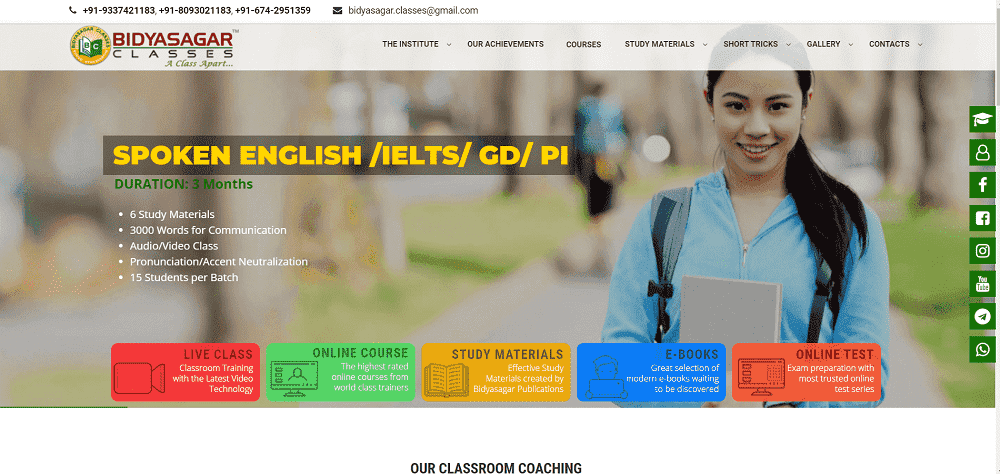 +91-9337421183, +91-8093021183, +91-674-2951359
bidyasagar.classes@gmail.com
BIDYASAGAR™
CLASSES
A Class Apart...
THE INSTITUTE
OUR ACHIEVEMENTS
COURSES
STUDY MATERIALS
SHORT TRICKS
GALLERY
CONTACTS
SPOKEN ENGLISH /IELTS/ GD/ PI
DURATION: 3 Months
6 Study Materials
3000 Words for Communication
Audio/Video Class
Pronunciation/Accent Neutralization
15 Students per Batch
You
Tube
LIVE CLASS
Classroom Training
with the Latest Video
Technology
ONLINE COURSE
The highest rated
online courses from
world class trainers
STUDY MATERIALS
Effective Study
Materials created by
Bidyasagar Publications
E-BOOKS
Great selection of
modern e-books waiting
to be discovered
ONLINE TEST
Exam preparation with
most trusted online
test series
OUR CLASSROOM COACHING